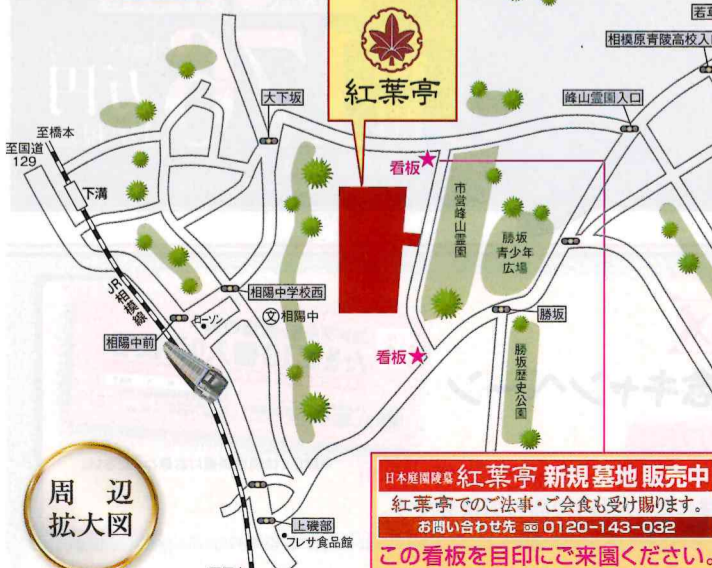 紅葉亭
若草
相模原青陵高校入口
大下坂
峰山霊園入口
至橋本
至国道
129
看板★
下溝
市営峰山霊園
勝坂
青少年
広場
JR相模線
相陽中学校西
ローソン
文 相陽中
勝坂
相陽中前
看板★
勝坂歴史公園
周辺
拡大図
上磯部
フレサ食品館
日本庭園陵墓 紅葉亭 新規墓地 販売中
紅葉亭でのご法事・ご会食も受け賜ります。
お問い合わせ先 0120-143-032
この看板を目印にご来園ください。